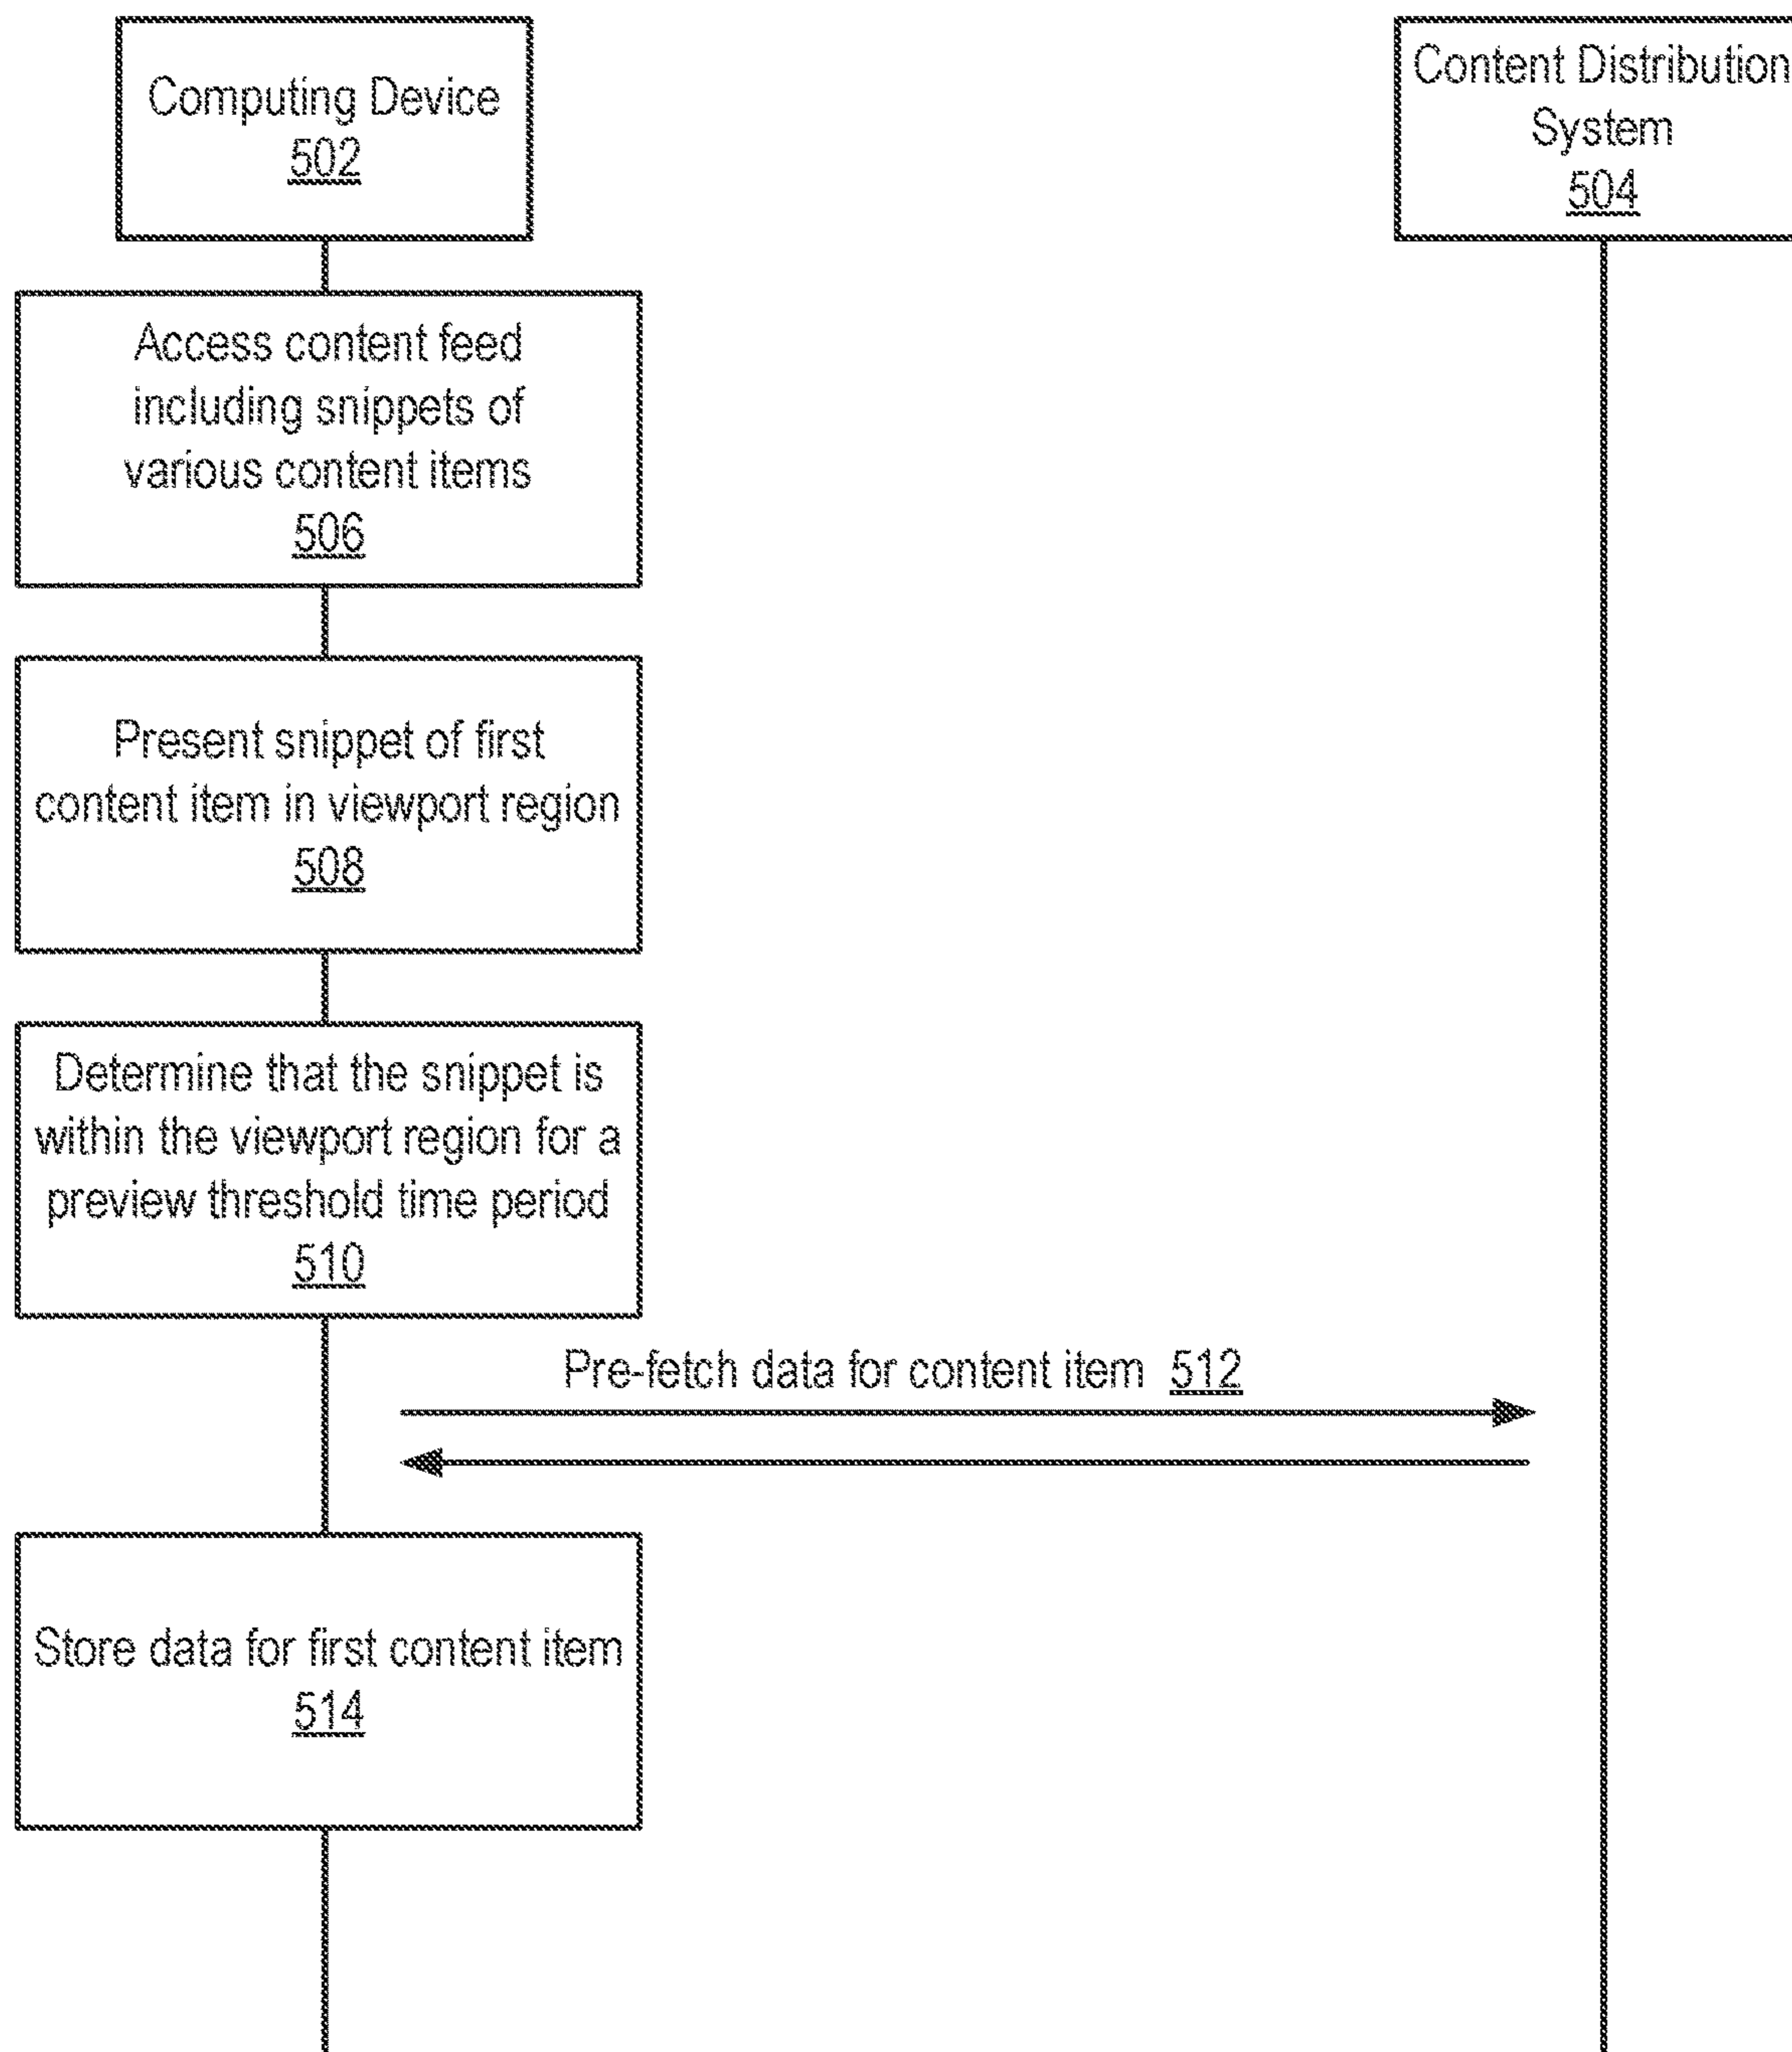 Computing Device
502
Content Distribution
System
504
Access content feed
including snippets of
various content items
506
Present snippet of first
content item in viewport region
508
Determine that the snippet is
within the viewport region for a
preview threshold time period
510
Pre-fetch data for content item 512
Store data for first content item
514